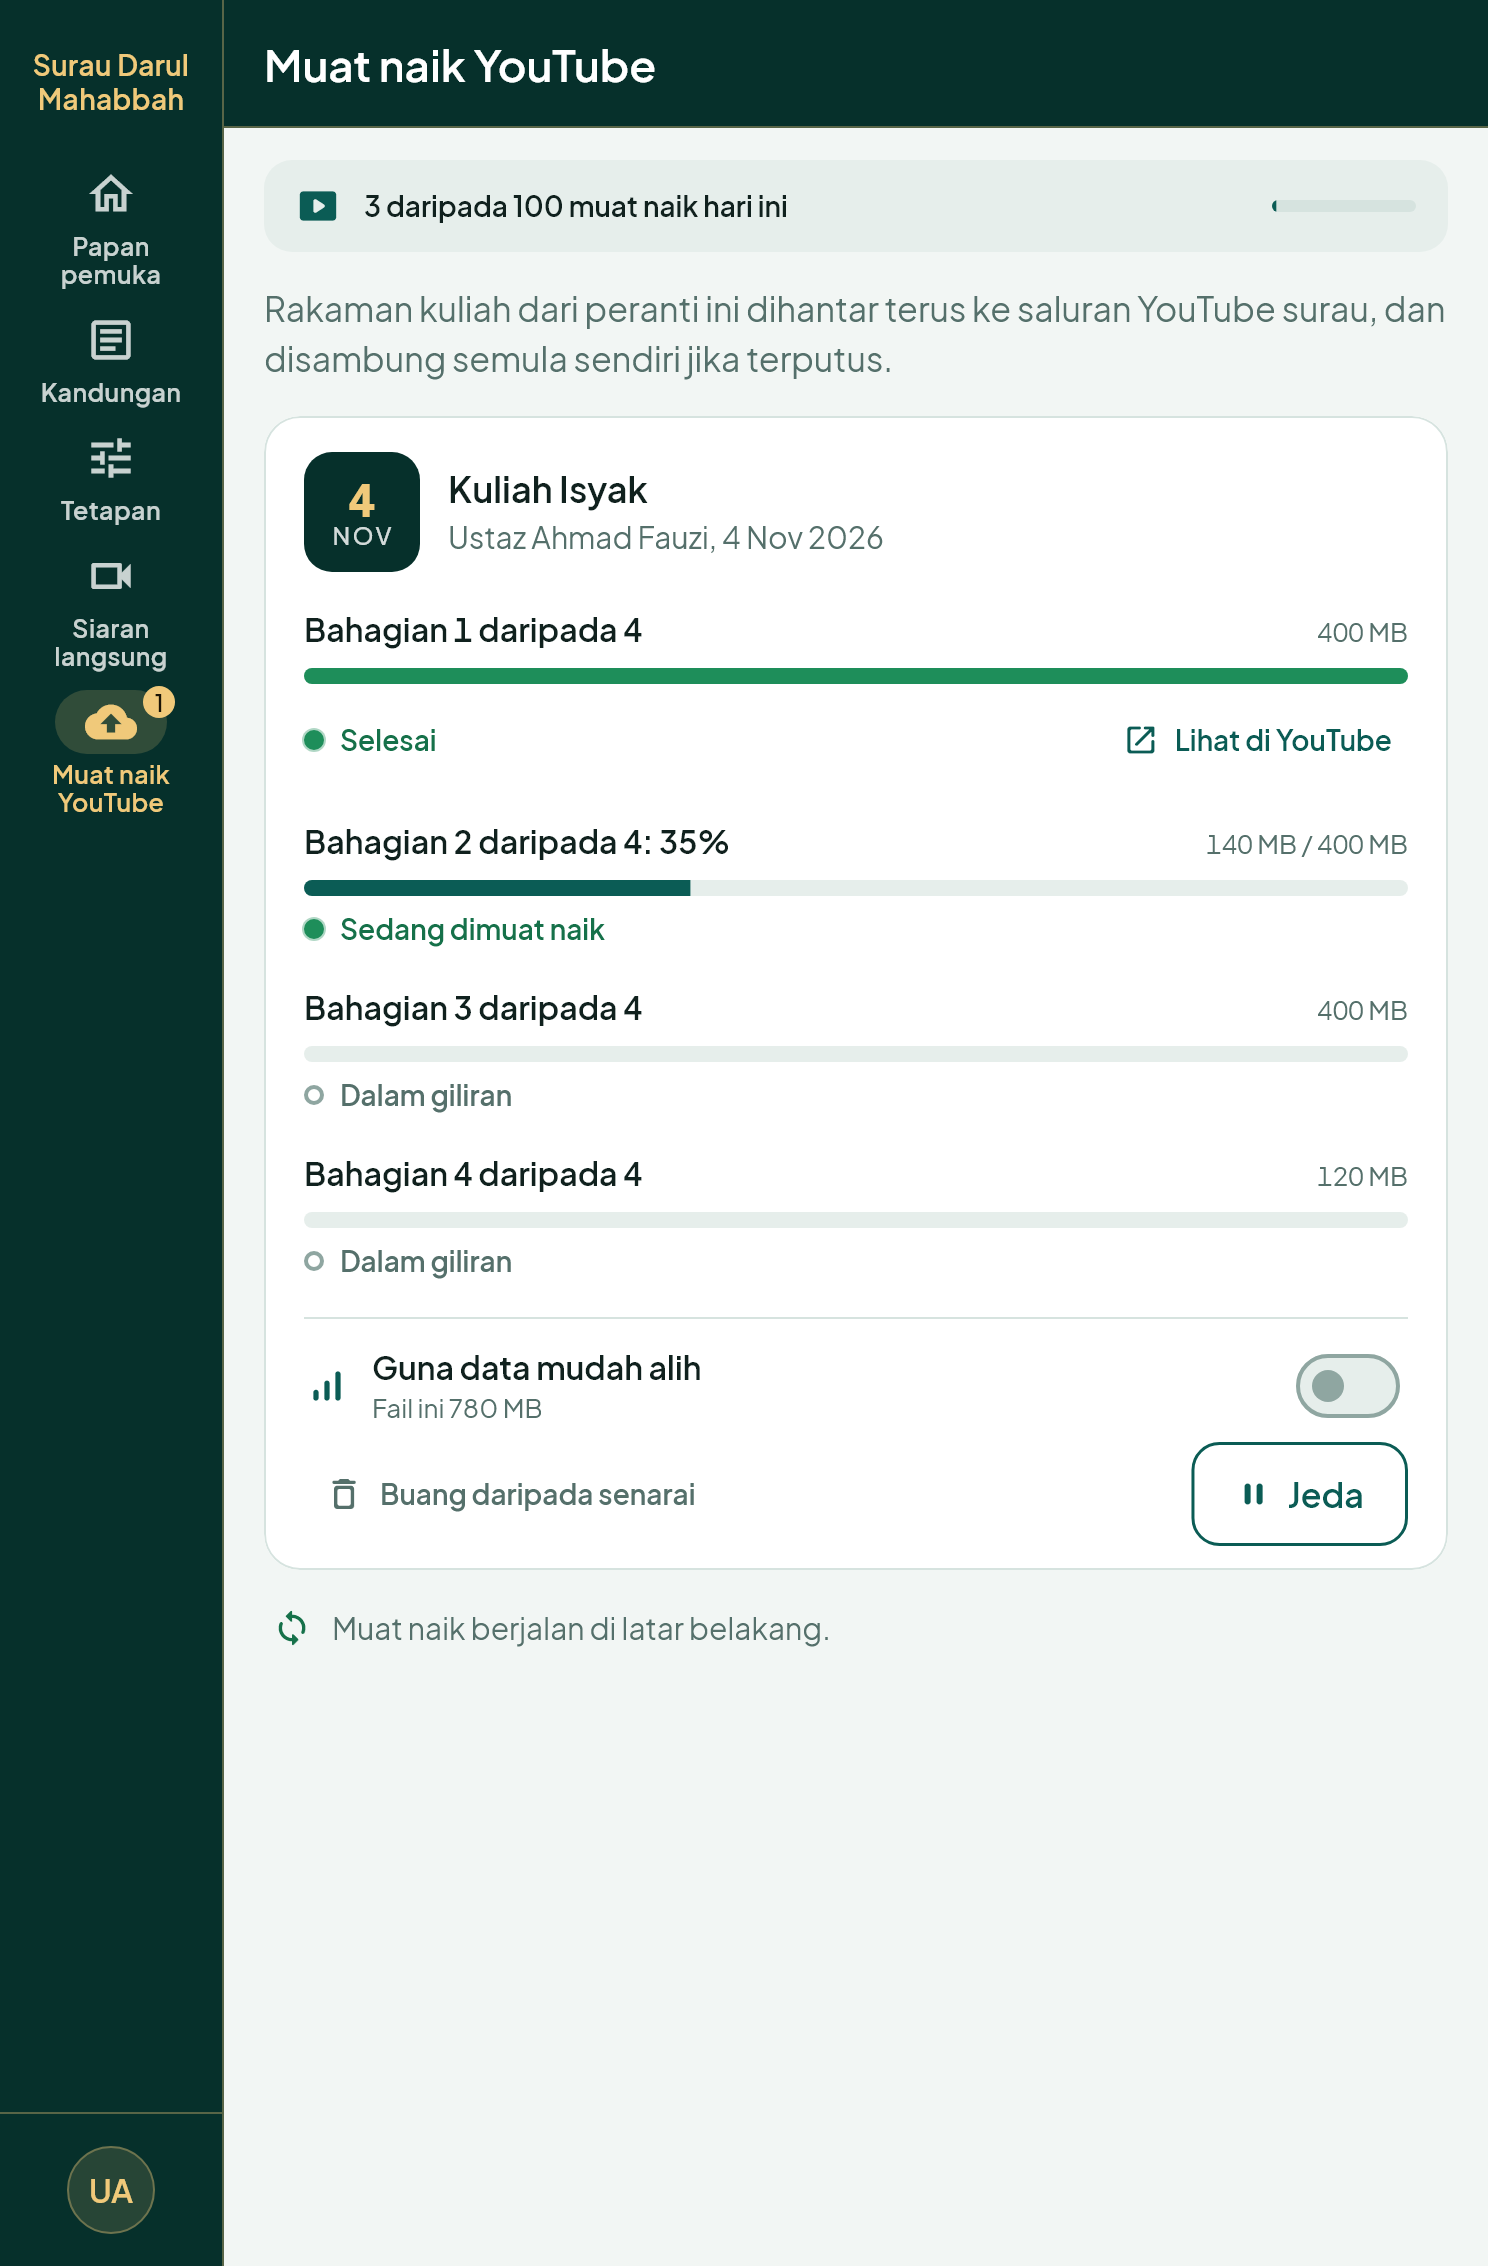 Surau Darul
Mahabbah
Papan
pemuka
Kandungan
Tetapan
Siaran
langsung
1
Muat naik
YouTube
UA
Muat naik YouTube
3 daripada 100 muat naik hari ini
Rakaman kuliah dari peranti ini dihantar terus ke saluran YouTube surau, dan
disambung semula sendiri jika terputus.
4
NOV
Kuliah Isyak
Ustaz Ahmad Fauzi, 4 Nov 2026
Bahagian 1 daripada 4
400 MB
Selesai
Lihat di YouTube
Bahagian 2 daripada 4: 35%
140 MB / 400 MB
Sedang dimuat naik
Bahagian 3 daripada 4
400 MB
Dalam giliran
Bahagian 4 daripada 4
120 MB
Dalam giliran
Guna data mudah alih
Fail ini 780 MB
Buang daripada senarai
Jeda
Muat naik berjalan di latar belakang.